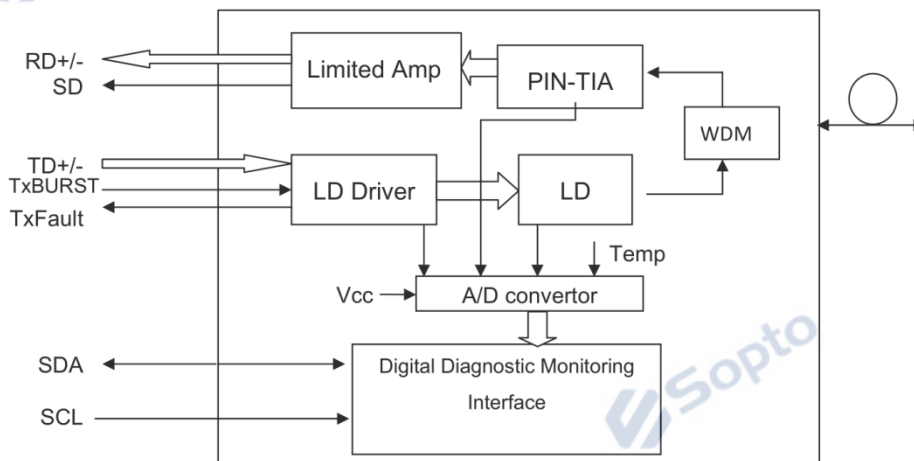 RD+/-
SD
Limited Amp
PIN-TIA
WDM
TD+/-
TxBURST
TxFault
LD Driver
LD
Temp
Vcc
A/D convertor
SDA
SCL
Digital Diagnostic Monitoring
Interface
Sopto